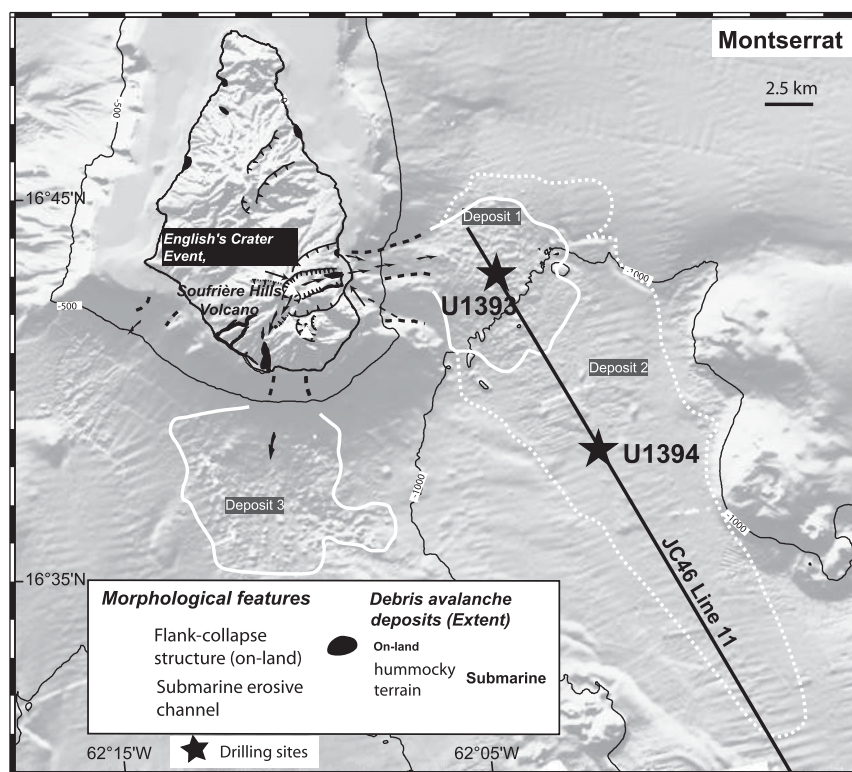 Montserrat
2.5 km
-500
0
16°45'N
Deposit 1
English's Crater
Event,
-1000
Soufrière Hills
Volcano
U1393
-500
Deposit 2
U1394
-1000
Deposit 3
-1000
JC46 Line 11
16°35'N
Morphological features
Flank-collapse
structure (on-land)
Submarine erosive
channel
Debris avalanche
deposits (Extent)
On-land
hummocky
terrain
Submarine
62°15'W
62°05'W
Drilling sites